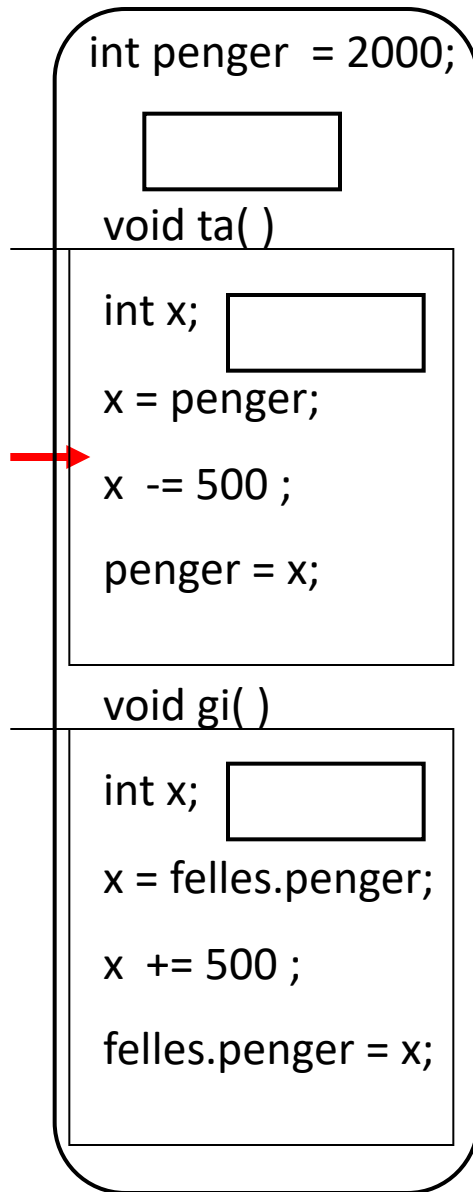 int penger  = 2000;
void ta( )
int x;
x = penger;
x  -= 500 ;
penger = x;
void gi( )
int x;
x = felles.penger;
x  += 500 ;
felles.penger = x;